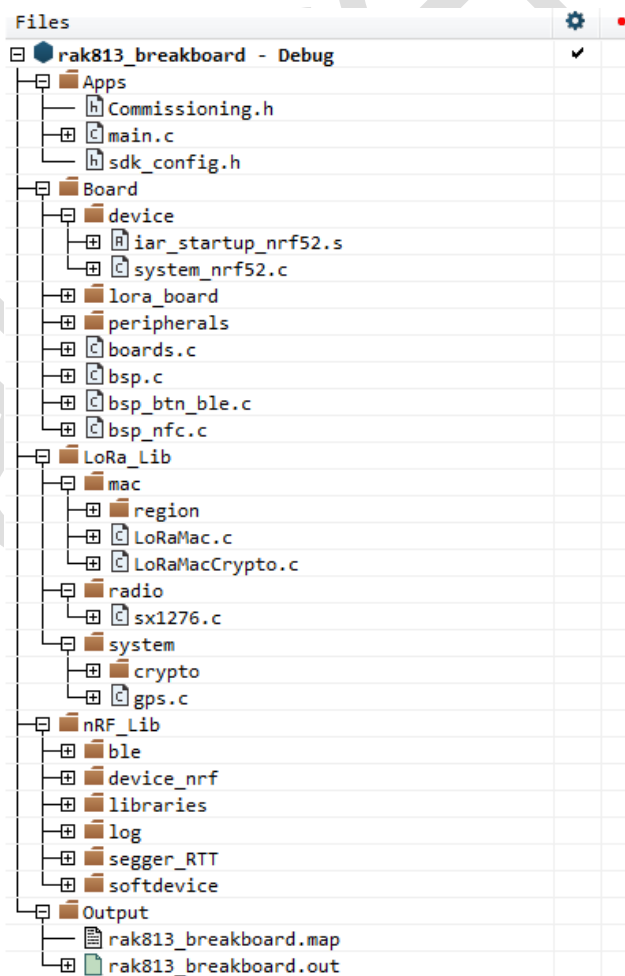 Files
rak813_breakboard - Debug
Apps
Commissioning.h
main.c
sdk_config.h
Board
device
iar_startup_nrf52.s
system_nrf52.c
lora_board
peripherals
boards.c
bsp.c
bsp_btn_ble.c
bsp_nfc.c
LoRa_Lib
mac
region
LoRaMac.c
LoRaMacCrypto.c
radio
sx1276.c
system
crypto
gps.c
nRF_Lib
ble
device_nrf
libraries
log
segger_RTT
softdevice
Output
rak813_breakboard.map
rak813_breakboard.out